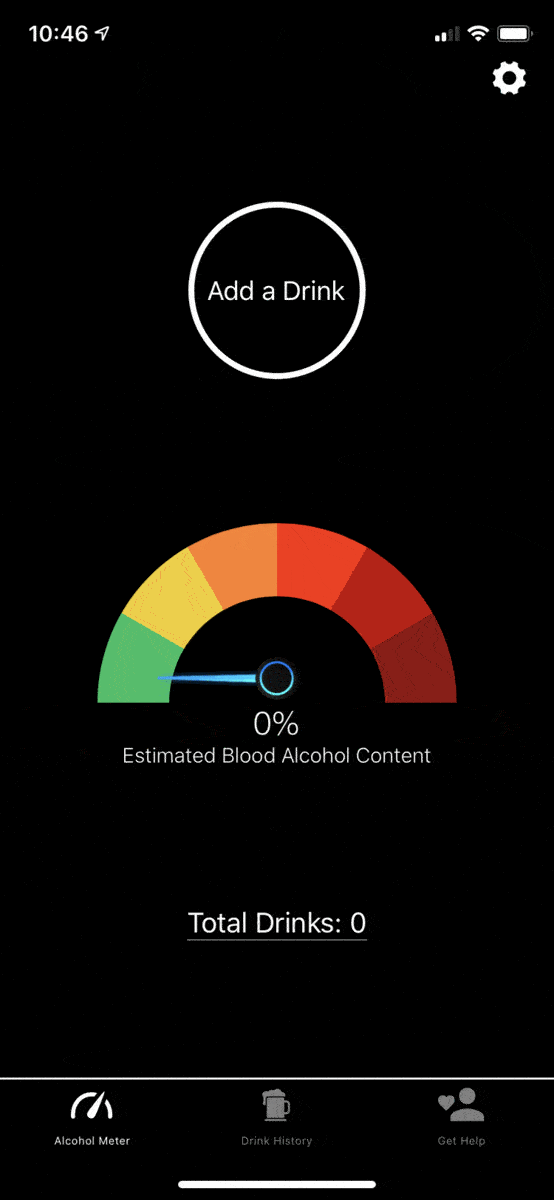 10:46
Add a Drink
0%
Estimated Blood Alcohol Content
Total Drinks: 0
Alcohol Meter
Drink History
Get Help